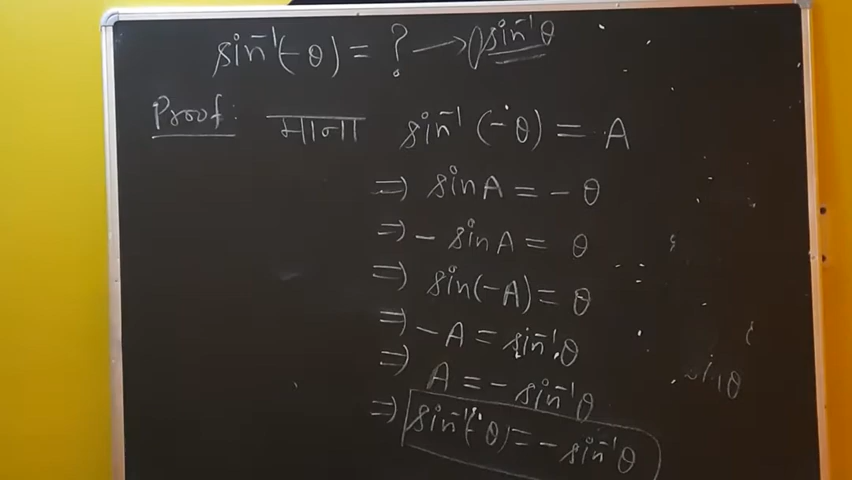 sin⁻¹(-θ) = ? → sin⁻¹θ
Proof: माना sin⁻¹(-θ) = A
⇒ sinA = - θ
⇒ - sinA = θ
⇒ sin(-A) = θ
⇒ -A = sin⁻¹θ
⇒ A = - sin⁻¹θ
⇒ sin⁻¹(-θ) = - sin⁻¹θ